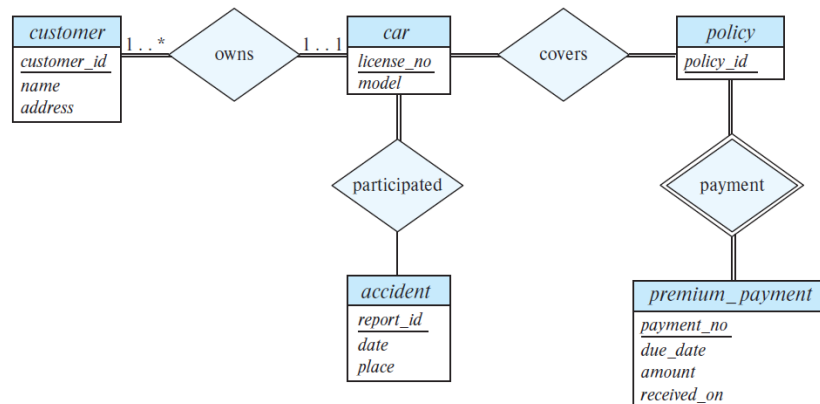 customer
customer_id
name
address
1 . . *
owns
1 . . 1
car
license_no
model
covers
policy
policy_id
participated
payment
accident
report_id
date
place
premium_payment
payment_no
due_date
amount
received_on